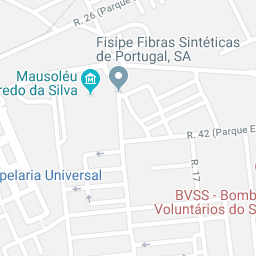 R. 26 (Parque E
Fisipe Fibras Sintéticas
de Portugal, SA
Mausoléu
redo da Silva
R. 42 (Parque E
R. 17
pelaria Universal
BVSS - Bomb
Voluntários do S